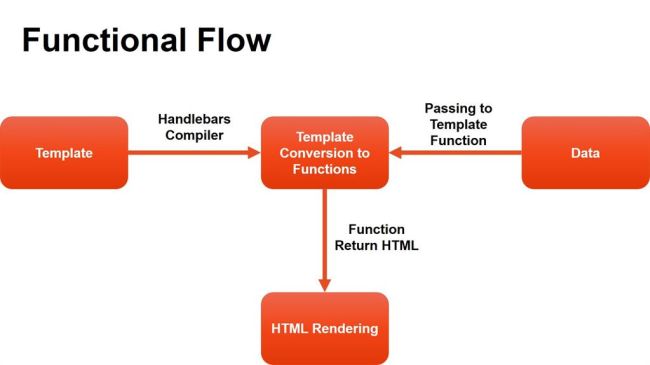 Functional Flow
Handlebars
Compiler
Passing to
Template
Function
Template
Template
Conversion to
Functions
Data
Function
Return HTML
HTML Rendering